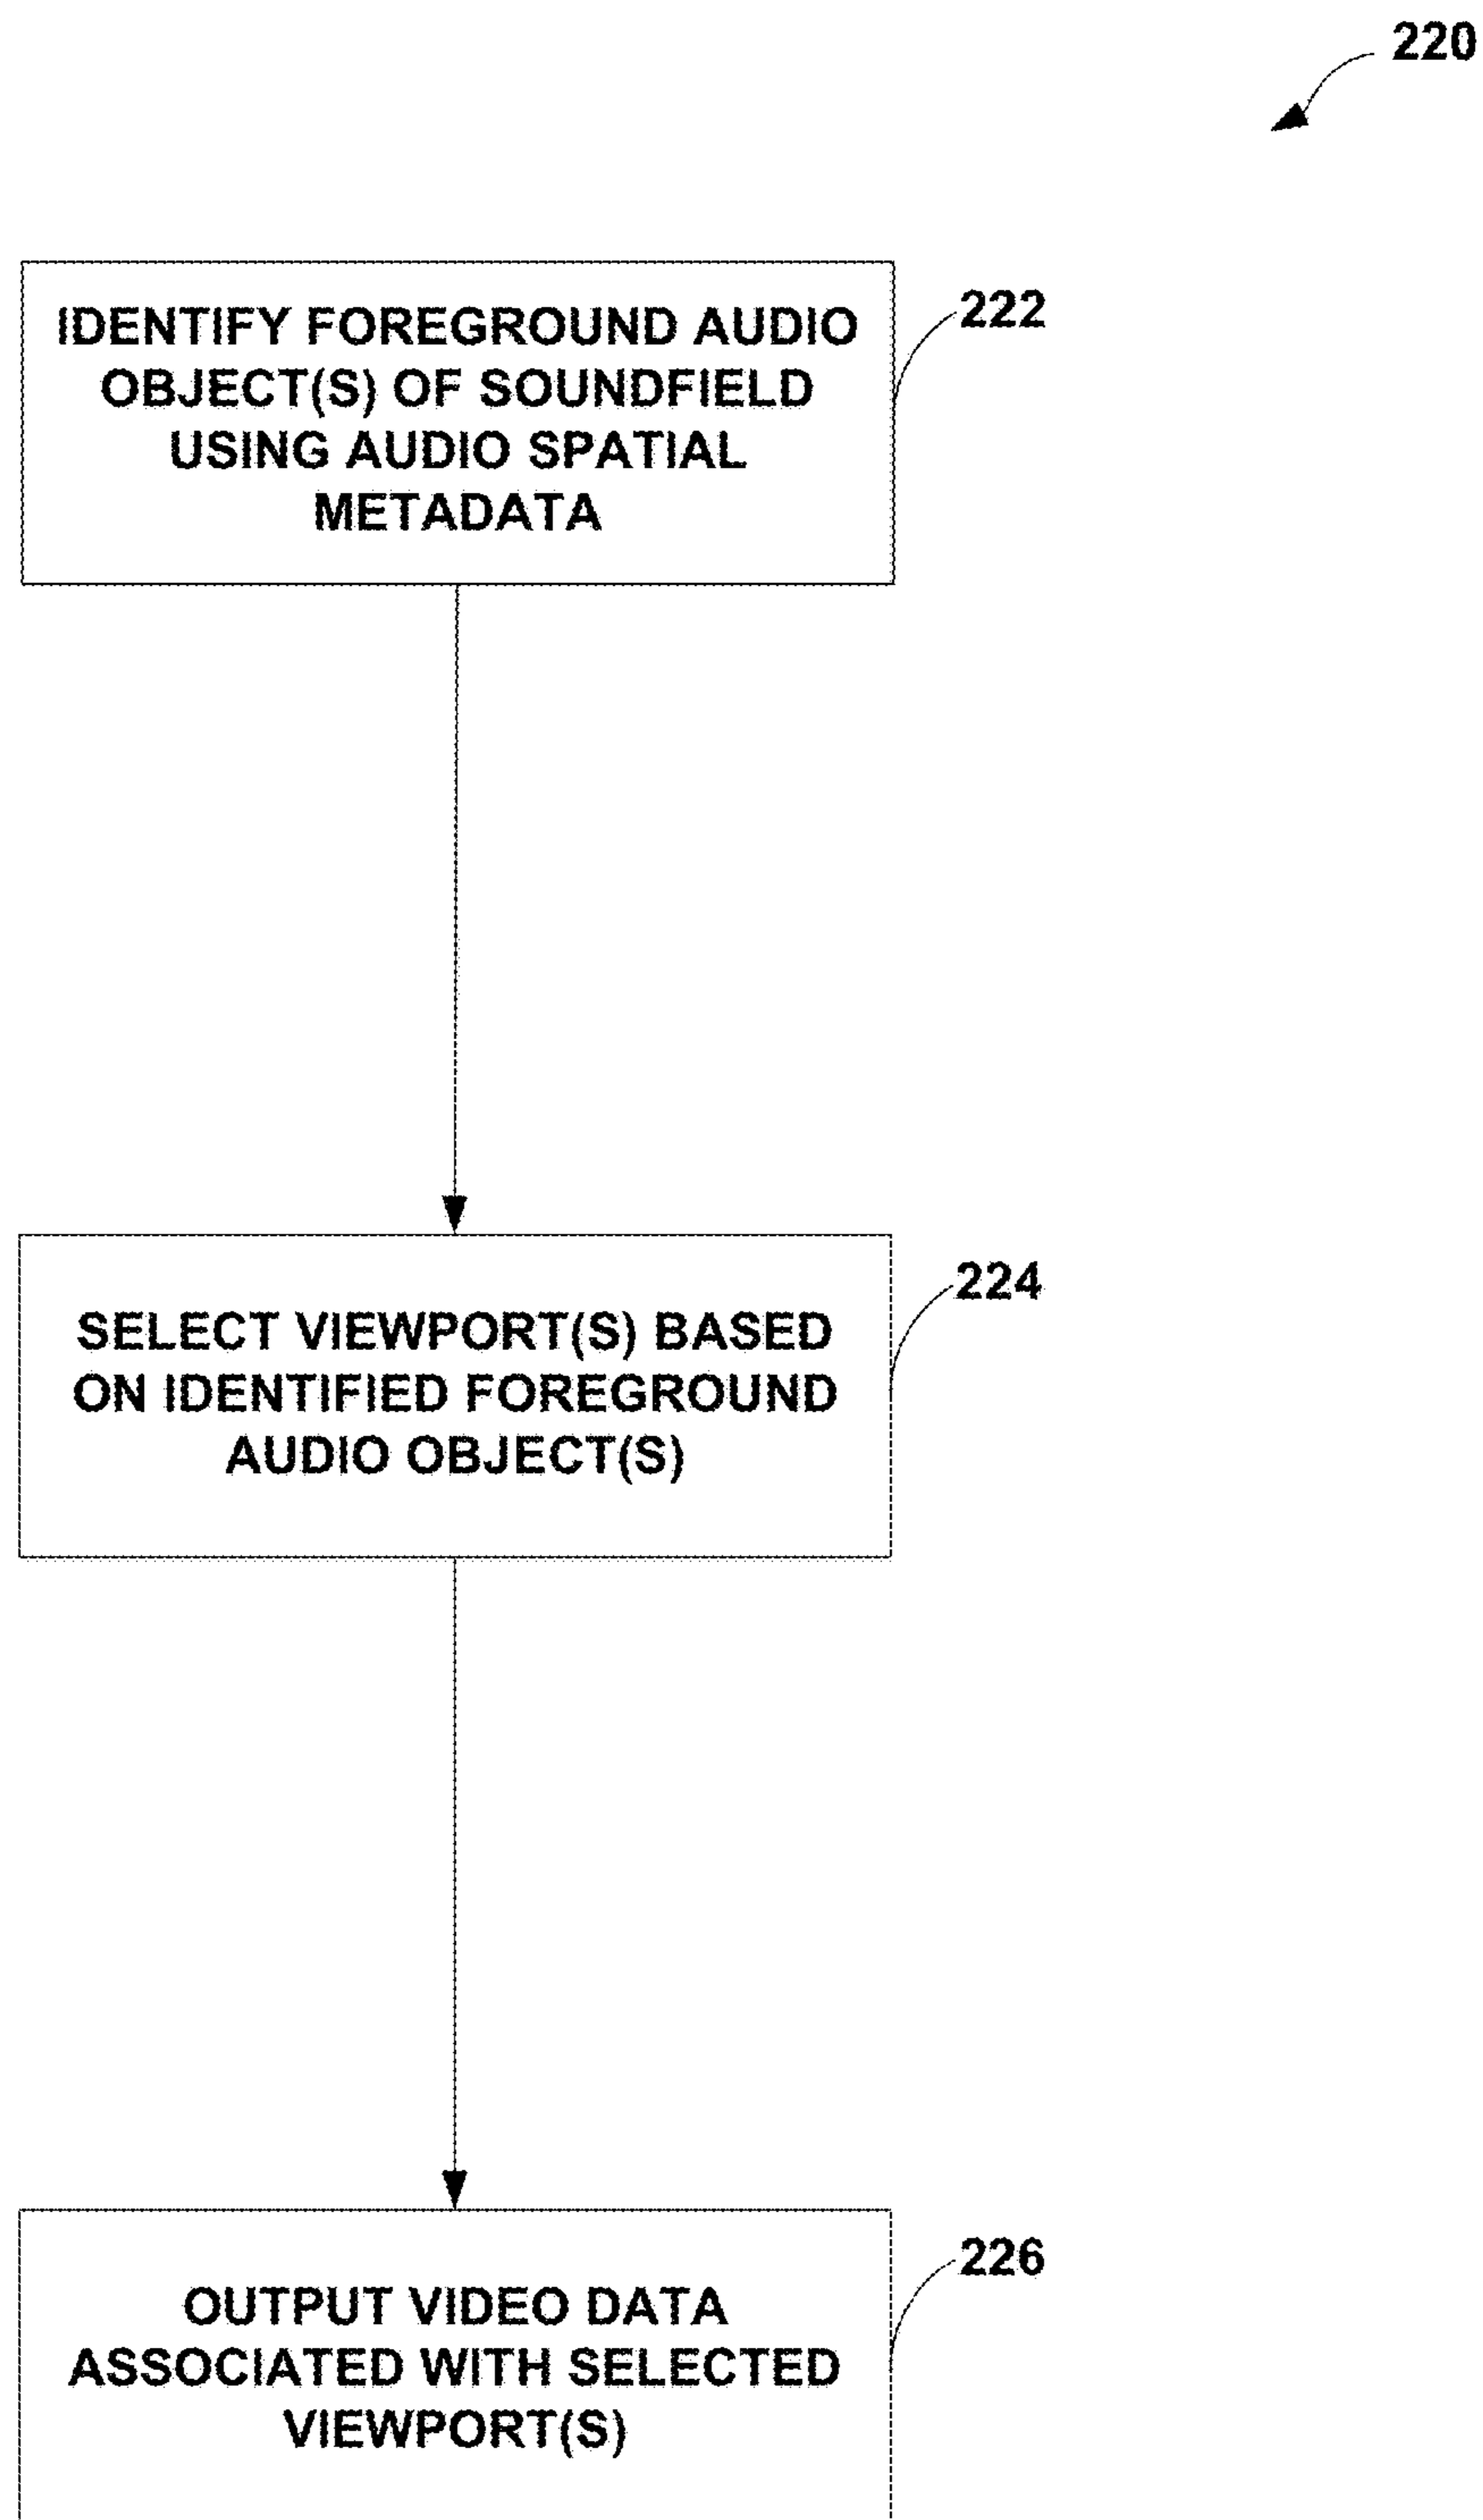 220
IDENTIFY FOREGROUND AUDIO
OBJECT(S) OF SOUNDFIELD
USING AUDIO SPATIAL
METADATA
222
SELECT VIEWPORT(S) BASED
ON IDENTIFIED FOREGROUND
AUDIO OBJECT(S)
224
OUTPUT VIDEO DATA
ASSOCIATED WITH SELECTED
VIEWPORT(S)
226